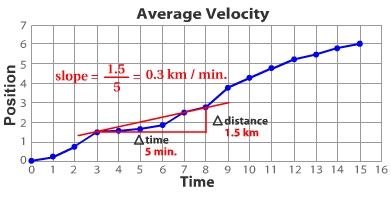 Average Velocity
7
6
5
4
3
2
1
0
Position
slope = 1.5/5 = 0.3 km / min.
△distance
1.5 km
△time
5 min.
0 1 2 3 4 5 6 7 8 9 10 11 12 13 14 15 16
Time